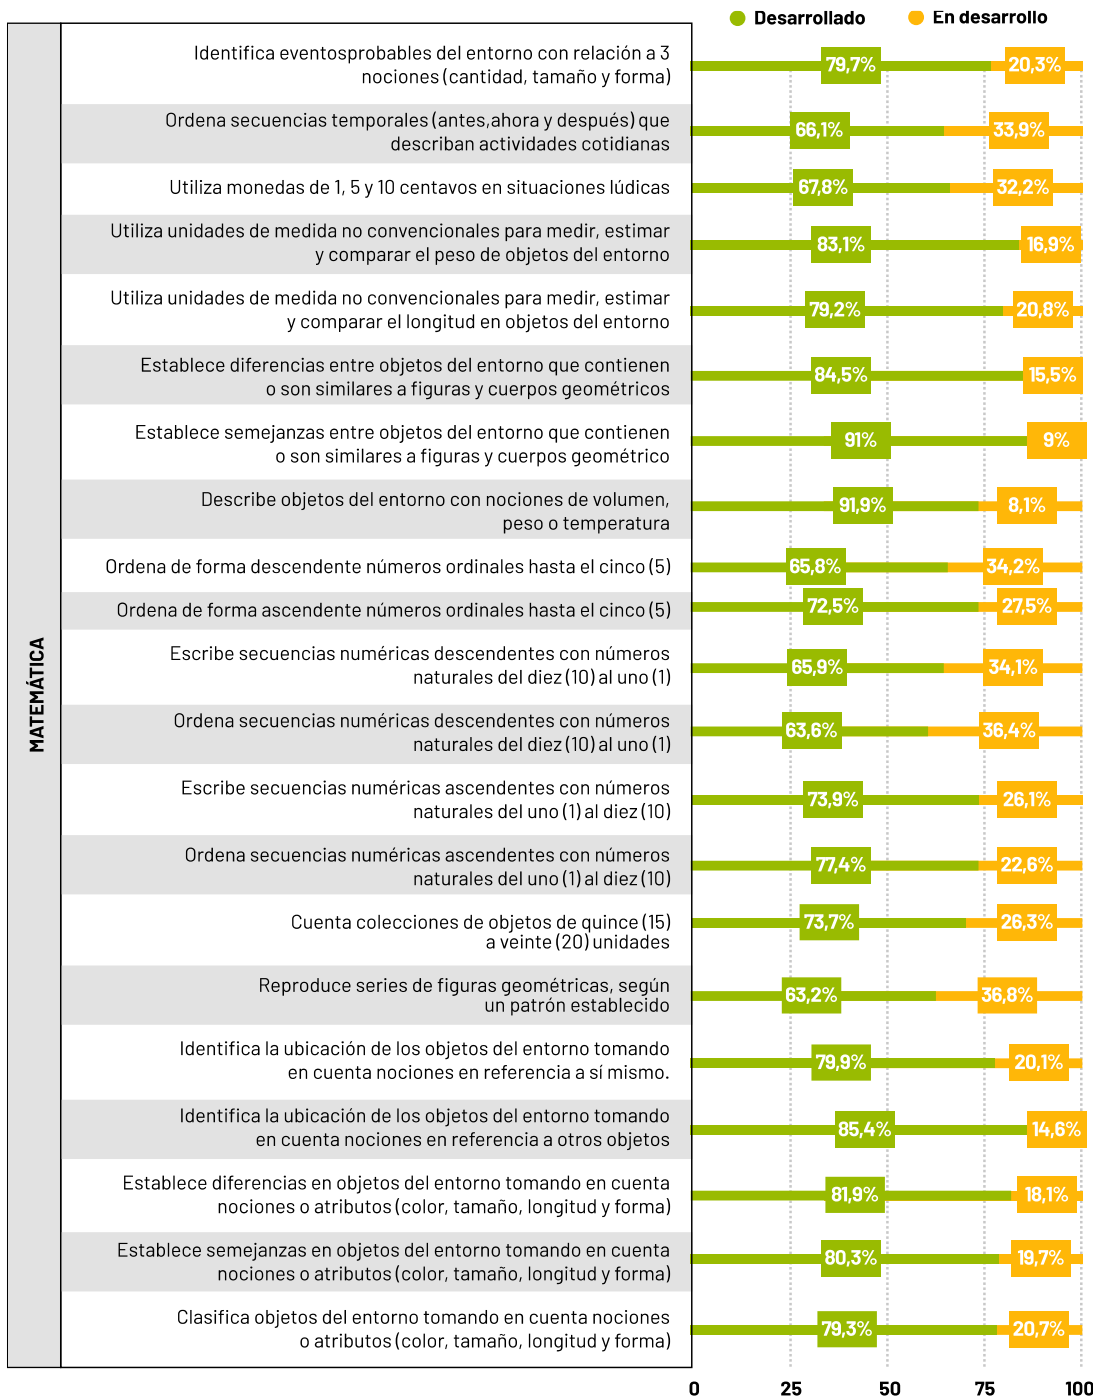 Desarrollado En desarrollo
MATEMÁTICA
Identifica eventosprobables del entorno con relación a 3
nociones (cantidad, tamaño y forma)
79,7% 20,3%
Ordena secuencias temporales (antes,ahora y después) que
describan actividades cotidianas
66,1% 33,9%
Utiliza monedas de 1, 5 y 10 centavos en situaciones lúdicas
67,8% 32,2%
Utiliza unidades de medida no convencionales para medir, estimar
y comparar el peso de objetos del entorno
83,1% 16,9%
Utiliza unidades de medida no convencionales para medir, estimar
y comparar el longitud en objetos del entorno
79,2% 20,8%
Establece diferencias entre objetos del entorno que contienen
o son similares a figuras y cuerpos geométricos
84,5% 15,5%
Establece semejanzas entre objetos del entorno que contienen
o son similares a figuras y cuerpos geométrico
91% 9%
Describe objetos del entorno con nociones de volumen,
peso o temperatura
91,9% 8,1%
Ordena de forma descendente números ordinales hasta el cinco (5)
65,8% 34,2%
Ordena de forma ascendente números ordinales hasta el cinco (5)
72,5% 27,5%
Escribe secuencias numéricas descendentes con números
naturales del diez (10) al uno (1)
65,9% 34,1%
Ordena secuencias numéricas descendentes con números
naturales del diez (10) al uno (1)
63,6% 36,4%
Escribe secuencias numéricas ascendentes con números
naturales del uno (1) al diez (10)
73,9% 26,1%
Ordena secuencias numéricas ascendentes con números
naturales del uno (1) al diez (10)
77,4% 22,6%
Cuenta colecciones de objetos de quince (15)
a veinte (20) unidades
73,7% 26,3%
Reproduce series de figuras geométricas, según
un patrón establecido
63,2% 36,8%
Identifica la ubicación de los objetos del entorno tomando
en cuenta nociones en referencia a sí mismo.
79,9% 20,1%
Identifica la ubicación de los objetos del entorno tomando
en cuenta nociones en referencia a otros objetos
85,4% 14,6%
Establece diferencias en objetos del entorno tomando en cuenta
nociones o atributos (color, tamaño, longitud y forma)
81,9% 18,1%
Establece semejanzas en objetos del entorno tomando en cuenta
nociones o atributos (color, tamaño, longitud y forma)
80,3% 19,7%
Clasifica objetos del entorno tomando en cuenta nociones
o atributos (color, tamaño, longitud y forma)
79,3% 20,7%
0 25 50 75 100